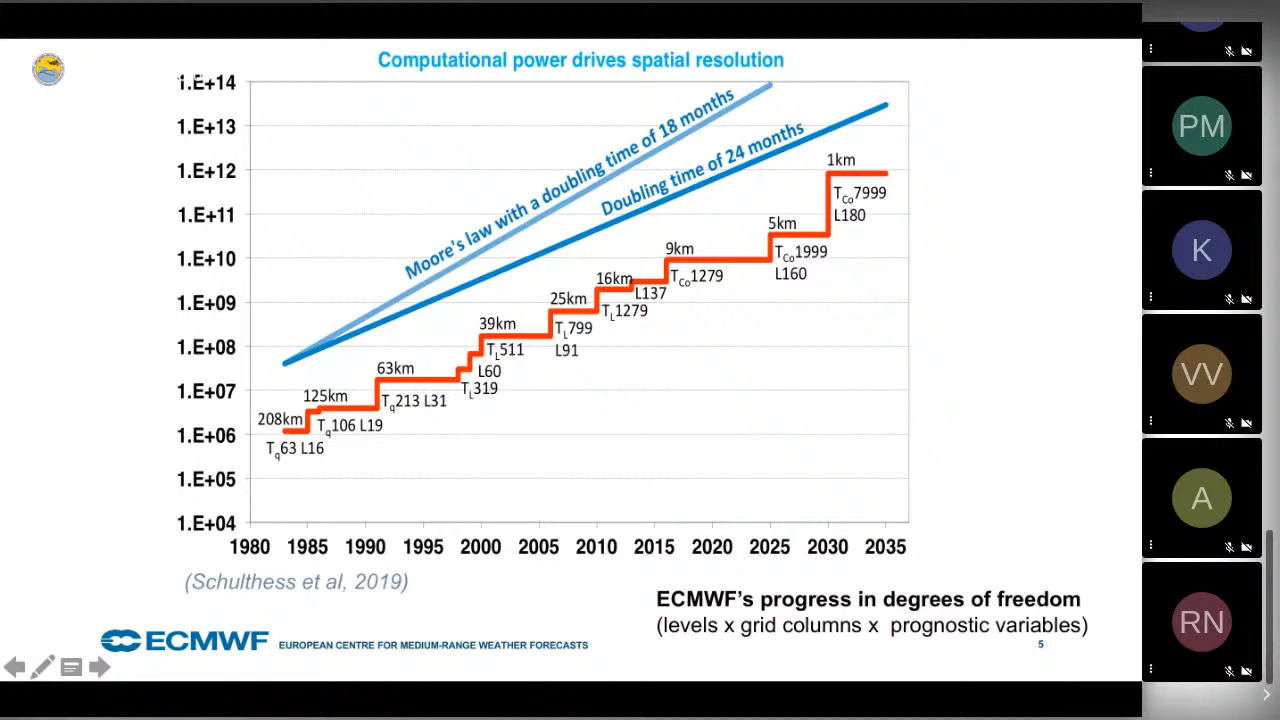 Computational power drives spatial resolution
1.E+14
1.E+13
1.E+12
1.E+11
1.E+10
1.E+09
1.E+08
1.E+07
1.E+06
1.E+05
1.E+04
Moore's law with a doubling time of 18 months
Doubling time of 24 months
208km
Tq63 L16
125km
Tq106 L19
63km
Tq213 L31
TL319
39km
TL511
L60
25km
TL799
L91
16km
L137
TL1279
9km
TCo1279
5km
TCo1999
L160
1km
TCo7999
L180
1980 1985 1990 1995 2000 2005 2010 2015 2020 2025 2030 2035
(Schulthess et al, 2019)
ECMWF's progress in degrees of freedom
(levels x grid columns x prognostic variables)
ECMWF EUROPEAN CENTRE FOR MEDIUM-RANGE WEATHER FORECASTS
5
PM
K
VV
A
RN